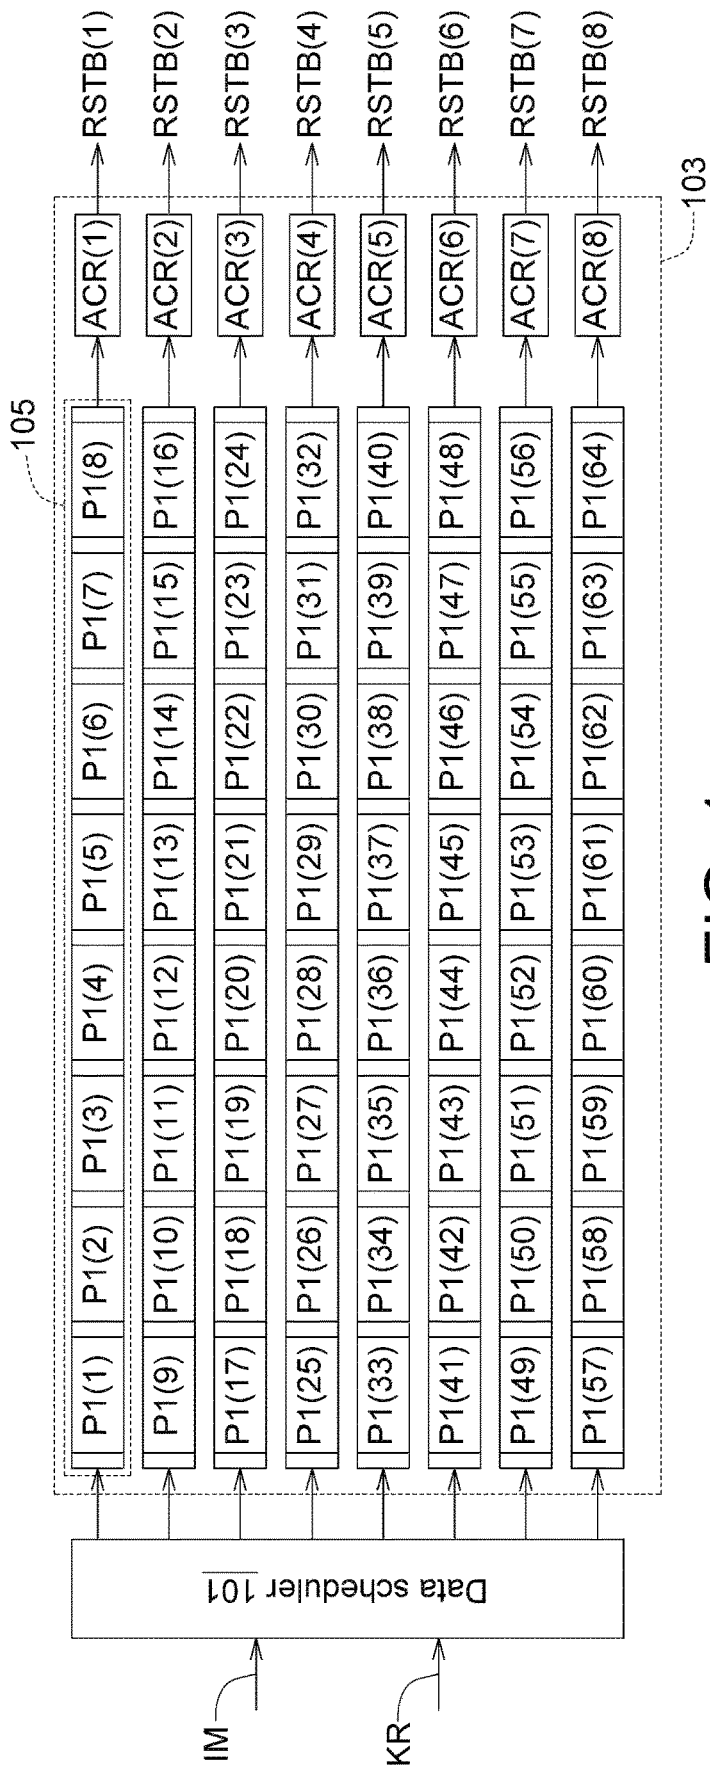 105
IM
KR
Data scheduler 101
P1(1) P1(2) P1(3) P1(4) P1(5) P1(6) P1(7) P1(8) ACR(1) RSTB(1)
P1(9) P1(10) P1(11) P1(12) P1(13) P1(14) P1(15) P1(16) ACR(2) RSTB(2)
P1(17) P1(18) P1(19) P1(20) P1(21) P1(22) P1(23) P1(24) ACR(3) RSTB(3)
P1(25) P1(26) P1(27) P1(28) P1(29) P1(30) P1(31) P1(32) ACR(4) RSTB(4)
P1(33) P1(34) P1(35) P1(36) P1(37) P1(38) P1(39) P1(40) ACR(5) RSTB(5)
P1(41) P1(42) P1(43) P1(44) P1(45) P1(46) P1(47) P1(48) ACR(6) RSTB(6)
P1(49) P1(50) P1(51) P1(52) P1(53) P1(54) P1(55) P1(56) ACR(7) RSTB(7)
P1(57) P1(58) P1(59) P1(60) P1(61) P1(62) P1(63) P1(64) ACR(8) RSTB(8)
103